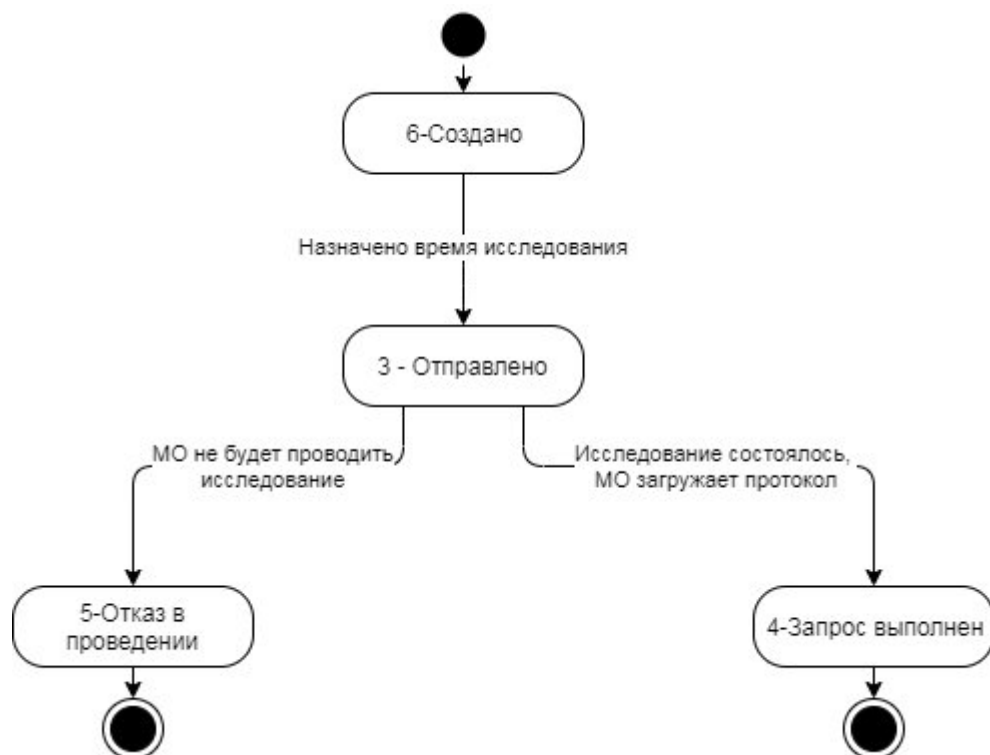 6-Создано
Назначено время исследования
3 - Отправлено
МО не будет проводить
исследование
Исследование состоялось,
МО загружает протокол
5-Отказ в
проведении
4-Запрос выполнен